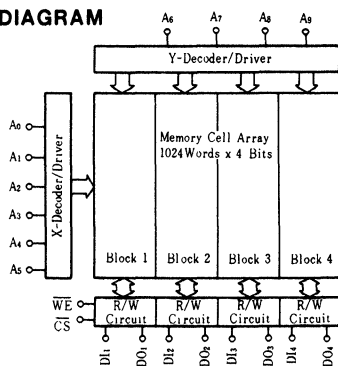 DIAGRAM
A6 A7 A8 A9
Y-Decoder/Driver
A0
A1
A2
A3
A4
A5
X-Decoder/Driver
Memory Cell Array
1024Words x 4 Bits
Block 1 Block 2 Block 3 Block 4
W̅E̅
C̅S̅
R/W R/W R/W R/W
Circuit Circuit Circuit Circuit
DI1 DO1 DI2 DO2 DI3 DO3 DI4 DO4